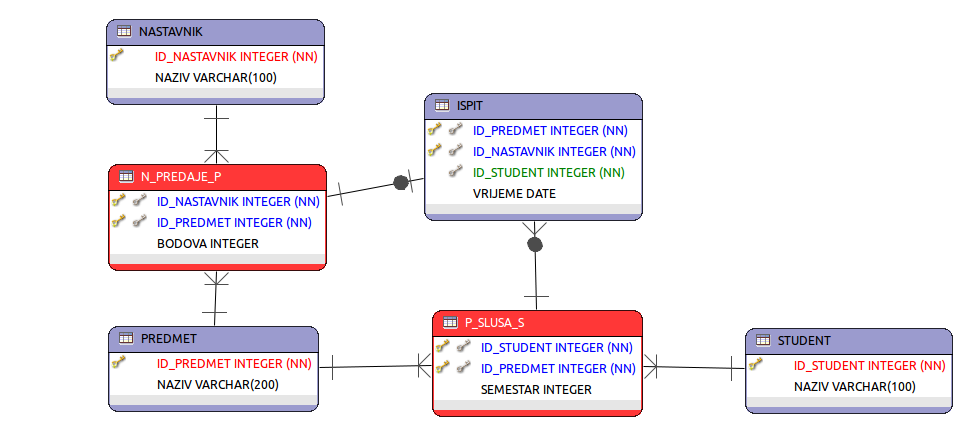 NASTAVNIK
ID_NASTAVNIK INTEGER (NN)
NAZIV VARCHAR(100)
ISPIT
ID_PREDMET INTEGER (NN)
ID_NASTAVNIK INTEGER (NN)
ID_STUDENT INTEGER (NN)
VRIJEME DATE
N_PREDAJE_P
ID_NASTAVNIK INTEGER (NN)
ID_PREDMET INTEGER (NN)
BODOVA INTEGER
PREDMET
ID_PREDMET INTEGER (NN)
NAZIV VARCHAR(200)
P_SLUSA_S
ID_STUDENT INTEGER (NN)
ID_PREDMET INTEGER (NN)
SEMESTAR INTEGER
STUDENT
ID_STUDENT INTEGER (NN)
NAZIV VARCHAR(100)